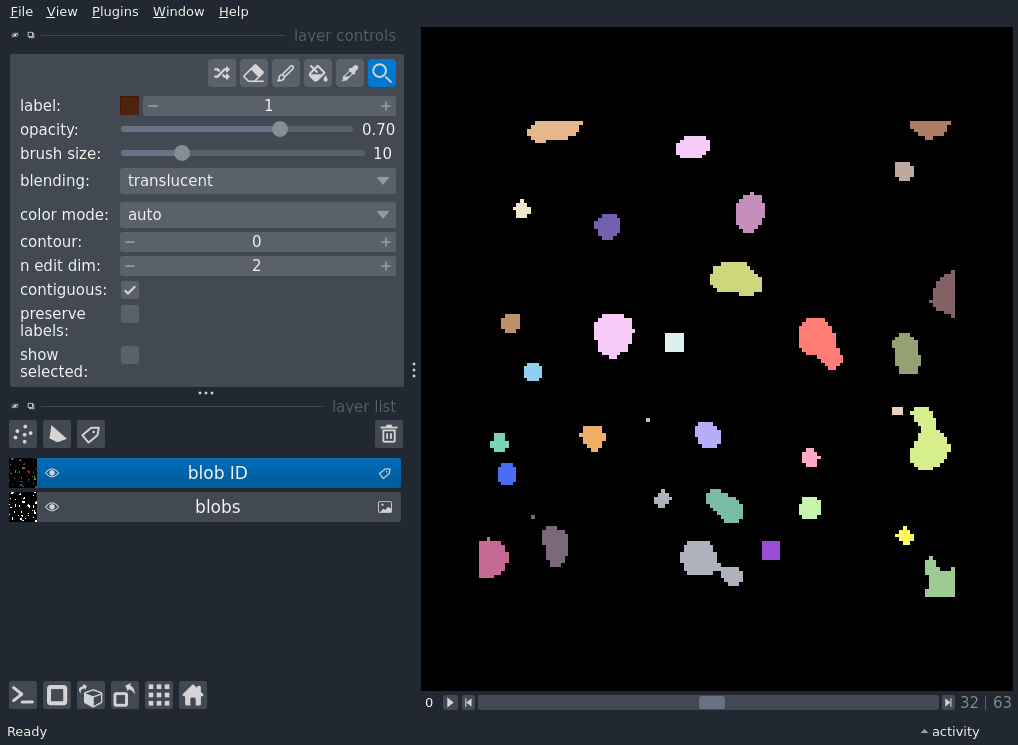 File View Plugins Window Help
layer controls
label: 1
opacity: 0.70
brush size: 10
blending: translucent
color mode: auto
contour: 0
n edit dim: 2
contiguous:
preserve
labels:
show
selected:
layer list
blob ID
blobs
0 32 | 63
Ready activity